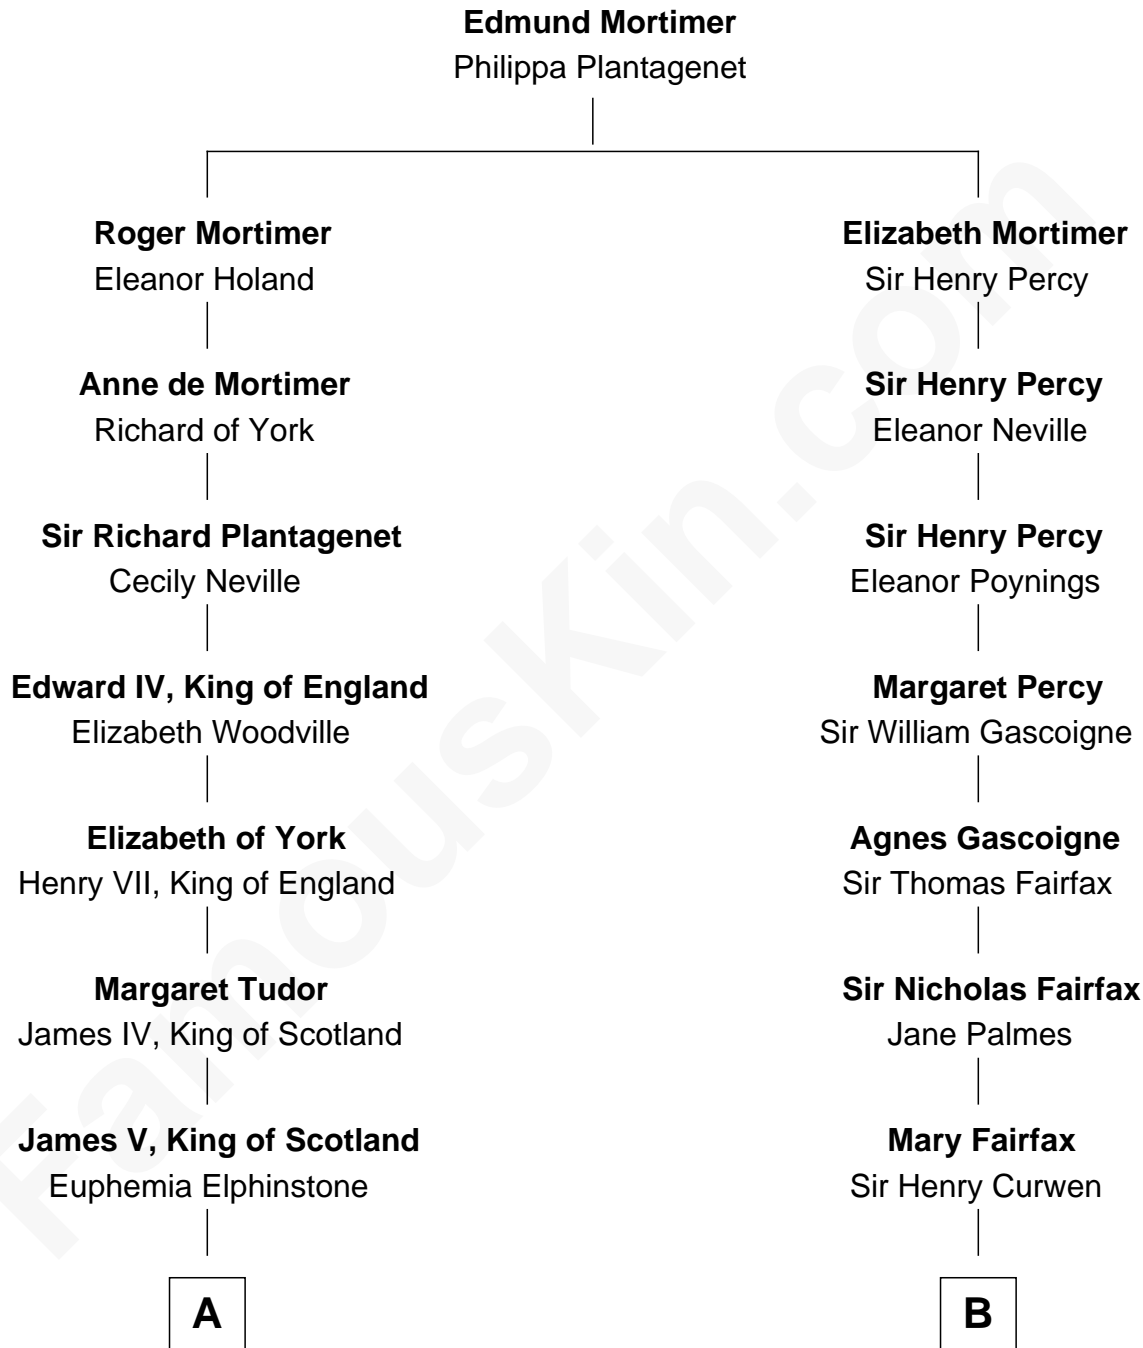 Edmund Mortimer
Philippa Plantagenet
Roger Mortimer
Eleanor Holand
Anne de Mortimer
Richard of York
Sir Richard Plantagenet
Cecily Neville
Edward IV, King of England
Elizabeth Woodville
Elizabeth of York
Henry VII, King of England
Margaret Tudor
James IV, King of Scotland
James V, King of Scotland
Euphemia Elphinstone
A
Elizabeth Mortimer
Sir Henry Percy
Sir Henry Percy
Eleanor Neville
Sir Henry Percy
Eleanor Poynings
Margaret Percy
Sir William Gascoigne
Agnes Gascoigne
Sir Thomas Fairfax
Sir Nicholas Fairfax
Jane Palmes
Mary Fairfax
Sir Henry Curwen
B
FamousKin.com